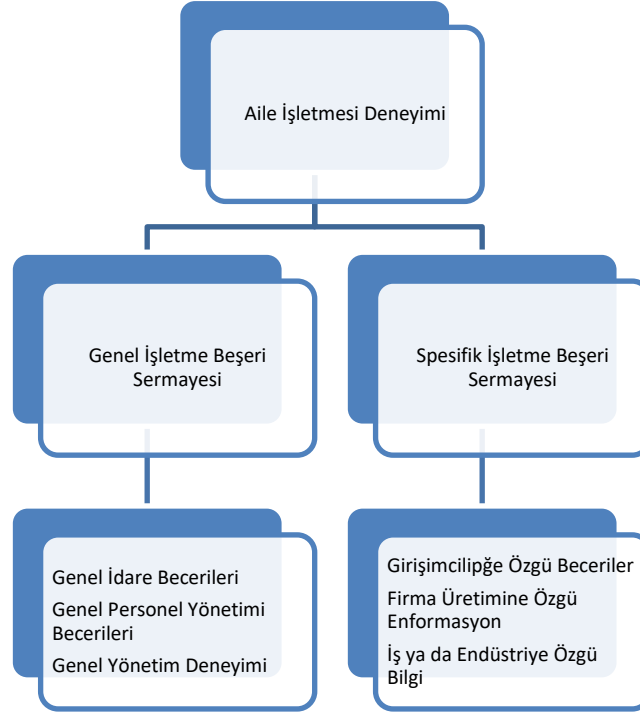 Aile İşletmesi Deneyimi
Genel İşletme Beşeri
Sermayesi
Spesifik İşletme Beşeri
Sermayesi
Genel İdare Becerileri
Genel Personel Yönetimi
Becerileri
Genel Yönetim Deneyimi
Girişimcilipğe Özgü Beceriler
Firma Üretimine Özgü
Enformasyon
İş ya da Endüstriye Özgü
Bilgi